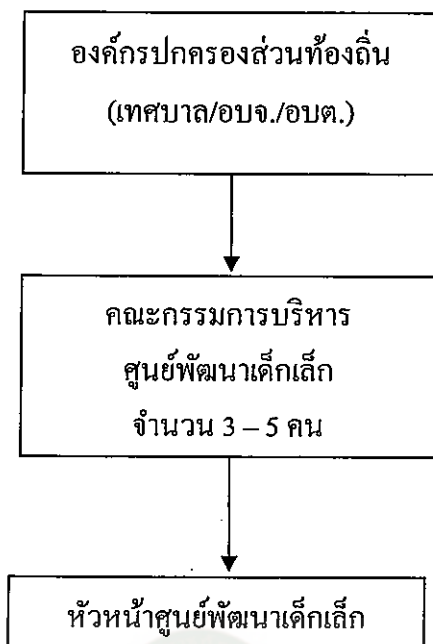 องค์กรปกครองส่วนท้องถิ่น
(เทศบาล/อบจ./อบต.)
คณะกรรมการบริหาร
ศูนย์พัฒนาเด็กเล็ก
จำนวน 3 – 5 คน
หัวหน้าศูนย์พัฒนาเด็กเล็ก